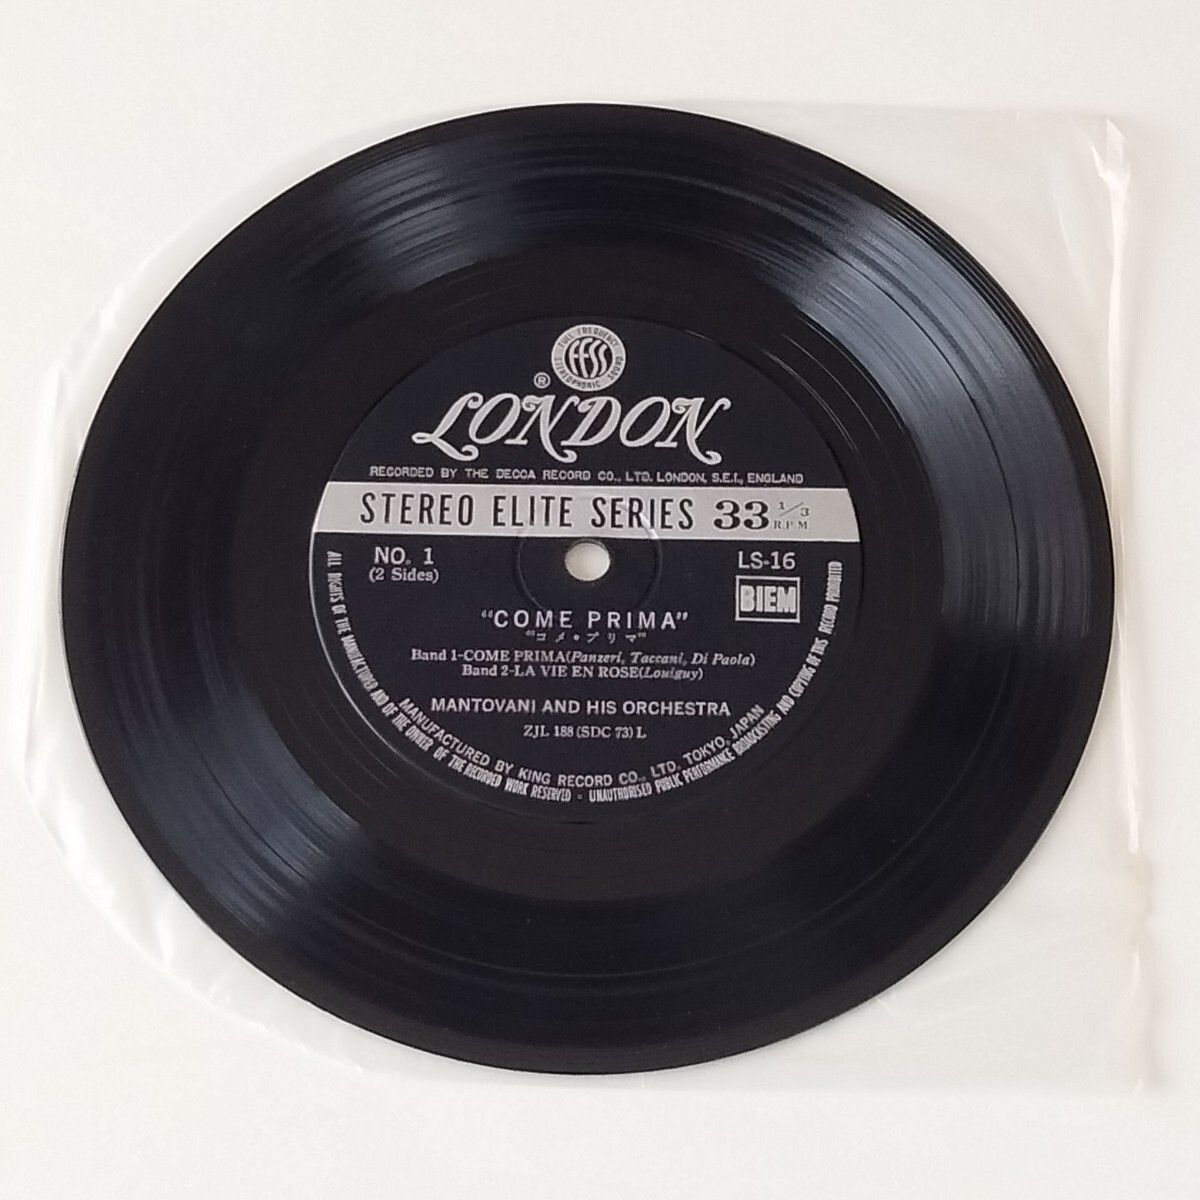 FULL FREQUENCY
FFSS
STEREOPHONIC SOUND
®
LONDON
RECORDED BY THE DECCA RECORD CO., LTD. LONDON, S.E.I., ENGLAND
STEREO ELITE SERIES 33 1/3 R.P.M
NO. 1
(2 Sides)
LS-16
BIEM
"COME PRIMA"
"コメ・プリマ"
Band 1-COME PRIMA(Panzeri, Taccani, Di Paola)
Band 2-LA VIE EN ROSE(Louiguy)
MANTOVANI AND HIS ORCHESTRA
ZJL 188 (SDC 73) L
MANUFACTURED BY KING RECORD CO., LTD. TOKYO, JAPAN
ALL RIGHTS OF THE MANUFACTURER AND OF THE OWNER OF THE RECORDED WORK RESERVED · UNAUTHORISED PUBLIC PERFORMANCE BROADCASTING AND COPYING OF THIS RECORD PROHIBITED